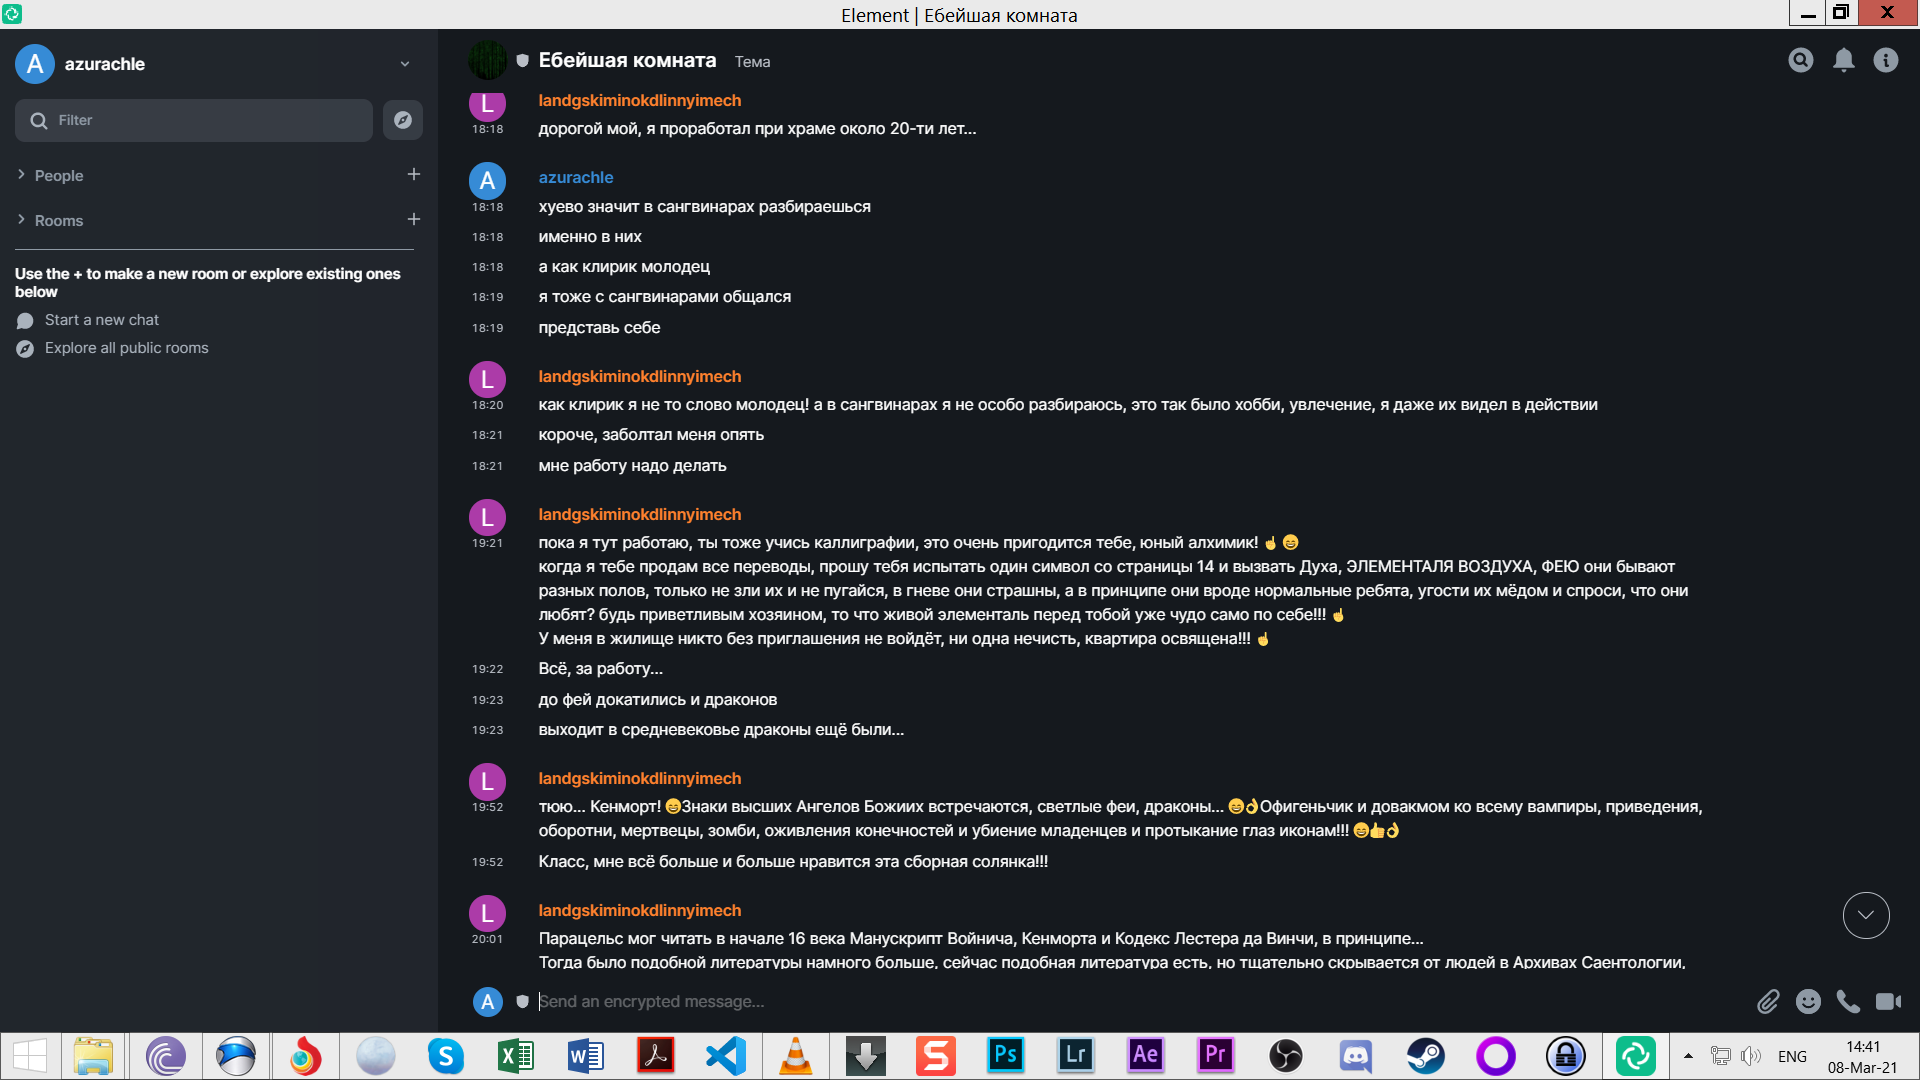 Element | Ебейшая комната
A azurachle
Filter
People
Rooms
Use the + to make a new room or explore existing ones
below
Start a new chat
Explore all public rooms
Ебейшая комната Тема
L landgskiminokdlinnyimech
18:18 дорогой мой, я проработал при храме около 20-ти лет...
A azurachle
18:18 хуево значит в сангвинарах разбираешься
18:18 именно в них
18:18 а как клирик молодец
18:19 я тоже с сангвинарами общался
18:19 представь себе
L landgskiminokdlinnyimech
18:20 как клирик я не то слово молодец! а в сангвинарах я не особо разбираюсь, это так было хобби, увлечение, я даже их видел в действии
18:21 короче, заболтал меня опять
18:21 мне работу надо делать
L landgskiminokdlinnyimech
19:21 пока я тут работаю, ты тоже учись каллиграфии, это очень пригодится тебе, юный алхимик! ☝😄
когда я тебе продам все переводы, прошу тебя испытать один символ со страницы 14 и вызвать Духа, ЭЛЕМЕНТАЛЯ ВОЗДУХА, ФЕЮ они бывают
разных полов, только не зли их и не пугайся, в гневе они страшны, а в принципе они вроде нормальные ребята, угости их мёдом и спроси, что они
любят? будь приветливым хозяином, то что живой элементаль перед тобой уже чудо само по себе!!! ☝
У меня в жилище никто без приглашения не войдёт, ни одна нечисть, квартира освящена!!! ☝
19:22 Всё, за работу...
19:23 до фей докатились и драконов
19:23 выходит в средневековье драконы ещё были...
L landgskiminokdlinnyimech
19:52 тюю... Кенморт! 😄Знаки высших Ангелов Божиих встречаются, светлые феи, драконы... 😄👌Офигеньчик и довакмом ко всему вампиры, приведения,
оборотни, мертвецы, зомби, оживления конечностей и убиение младенцев и протыкание глаз иконам!!! 😄👍👌
19:52 Класс, мне всё больше и больше нравится эта сборная солянка!!!
L landgskiminokdlinnyimech
20:01 Парацельс мог читать в начале 16 века Манускрипт Войнича, Кенморта и Кодекс Лестера да Винчи, в принципе...
Тогда было подобной литературы намного больше, сейчас подобная литература есть, но тщательно скрывается от людей в Архивах Саентологии,
A Send an encrypted message...
S X W Ps Lr Ae Pr S
ENG
14:41
08-Mar-21